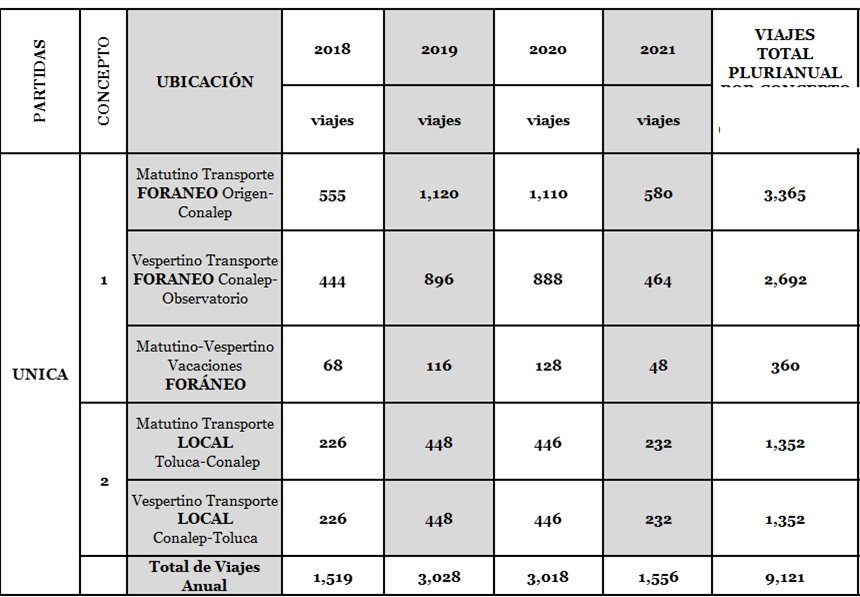 PARTIDAS
CONCEPTO
UBICACIÓN
2018
2019
2020
2021
VIAJES
TOTAL
PLURIANUAL
POR CONCEPTO
viajes
viajes
viajes
viajes
UNICA
1
Matutino Transporte
FORANEO Origen-
Conalep
555
1,120
1,110
580
3,365
Vespertino Transporte
FORANEO Conalep-
Observatorio
444
896
888
464
2,692
Matutino-Vespertino
Vacaciones
FORÁNEO
68
116
128
48
360
2
Matutino Transporte
LOCAL
Toluca-Conalep
226
448
446
232
1,352
Vespertino Transporte
LOCAL
Conalep-Toluca
226
448
446
232
1,352
Total de Viajes
Anual
1,519
3,028
3,018
1,556
9,121